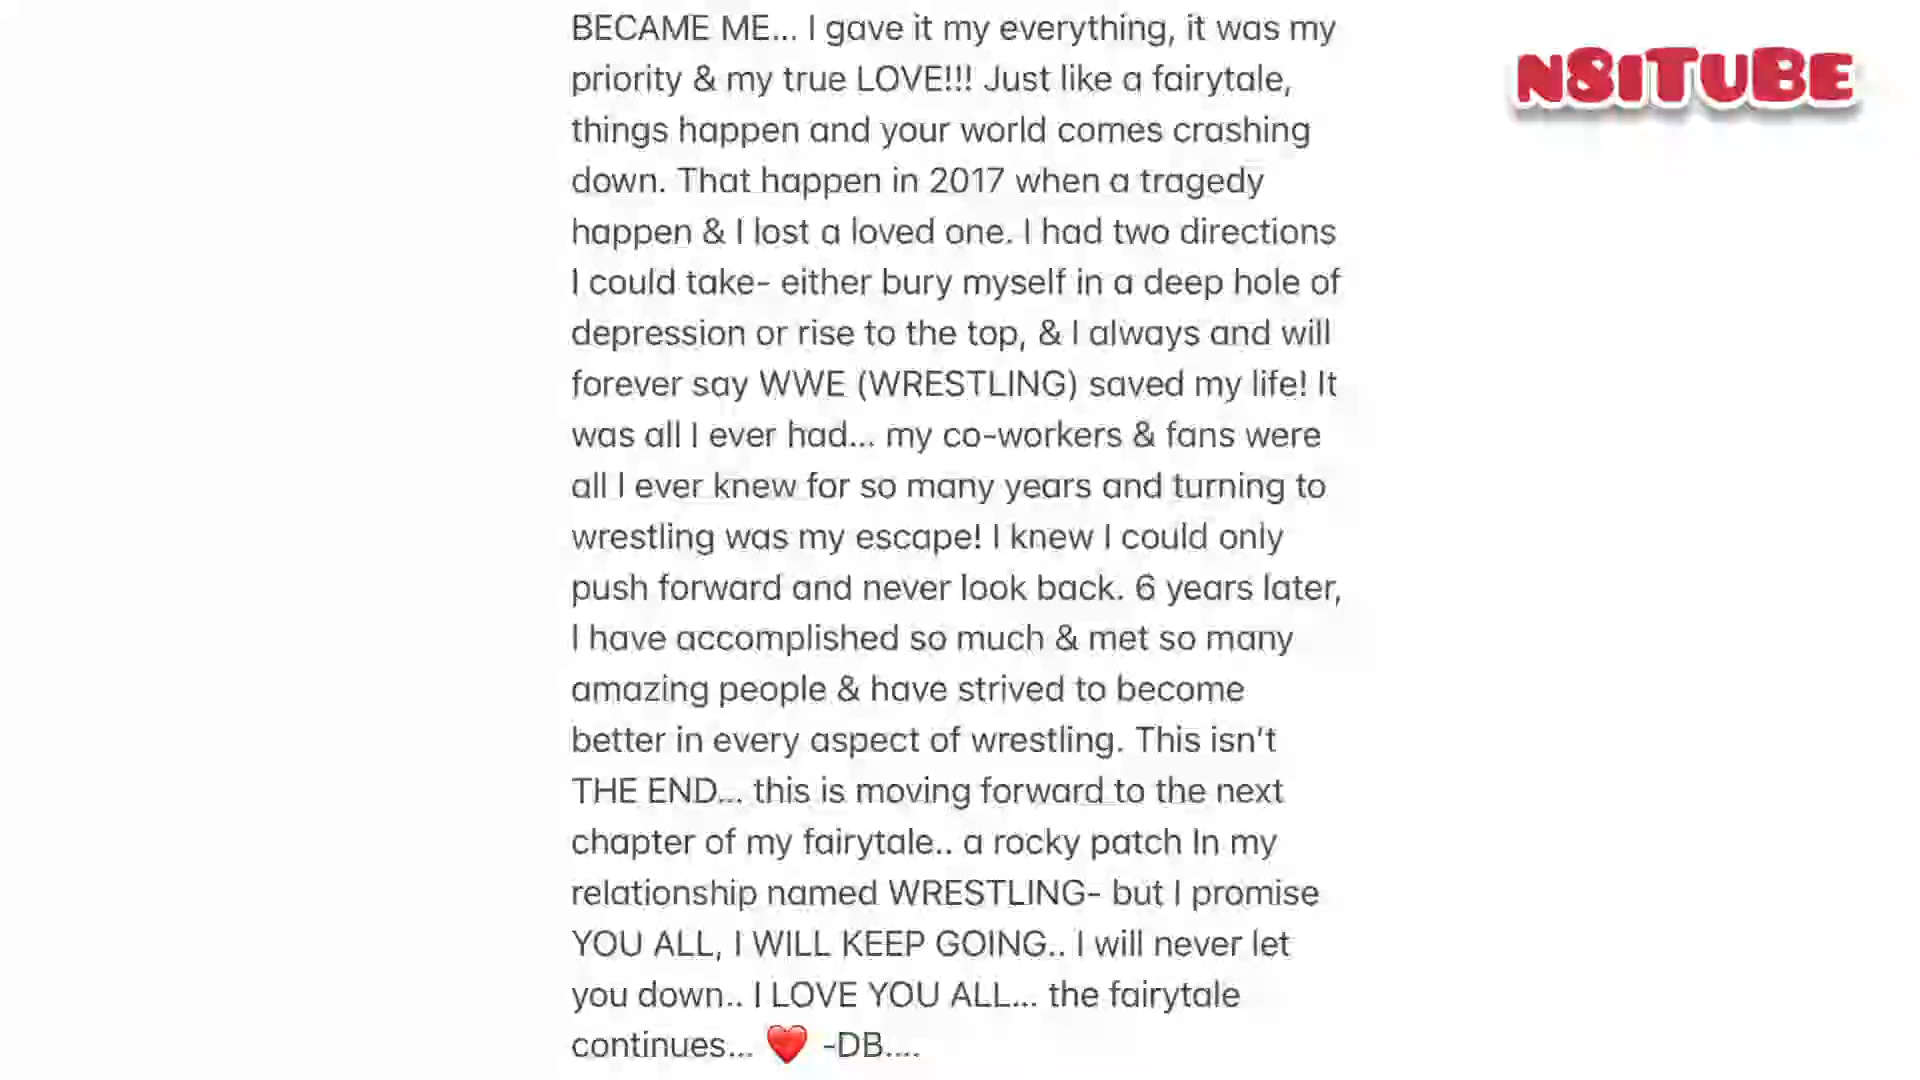 BECAME ME... I gave it my everything, it was my
priority & my true LOVE!!! Just like a fairytale,
things happen and your world comes crashing
down. That happen in 2017 when a tragedy
happen & I lost a loved one. I had two directions
I could take- either bury myself in a deep hole of
depression or rise to the top, & I always and will
forever say WWE (WRESTLING) saved my life! It
was all I ever had... my co-workers & fans were
all I ever knew for so many years and turning to
wrestling was my escape! I knew I could only
push forward and never look back. 6 years later,
I have accomplished so much & met so many
amazing people & have strived to become
better in every aspect of wrestling. This isn't
THE END... this is moving forward to the next
chapter of my fairytale.. a rocky patch In my
relationship named WRESTLING- but I promise
YOU ALL, I WILL KEEP GOING.. I will never let
you down.. I LOVE YOU ALL... the fairytale
continues... ❤️ -DB....
N8ITUBE